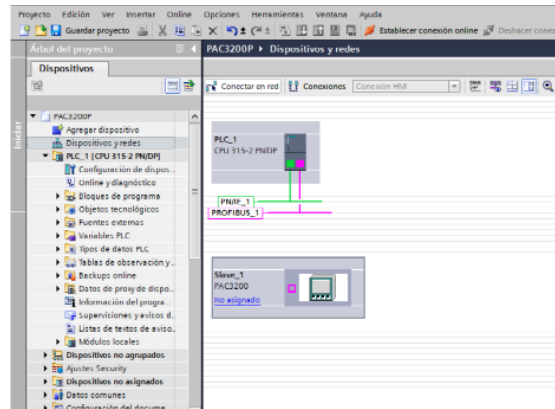 Proyecto Edición Ver Insertar Online Opciones Herramientas Ventana Ayuda
Guardar proyecto Establecer conexión online Deshacer
Árbol del proyecto
PAC3200P Dispositivos y redes
Dispositivos
Conectar en red Conexiones Conexión HMI
Iniciar
PAC3200P
Agregar dispositivo
Dispositivos y redes
PLC_1 [CPU 315-2 PN/DP]
Configuración de dispos...
Online y diagnóstico
Bloques de programa
Objetos tecnológicos
Fuentes externas
Variables PLC
Tipos de datos PLC
Tablas de observación y...
Backups online
Datos de proxy de dispo...
Información del progra...
Supervisiones y avisos d...
Listas de textos de aviso...
Módulos locales
Dispositivos no agrupados
Ajustes Security
Dispositivos no asignados
Datos comunes
Configuración del docume...
PLC_1
CPU 315-2 PN/DP
PN/IE_1
PROFIBUS_1
Slave_1
PAC3200
No asignado